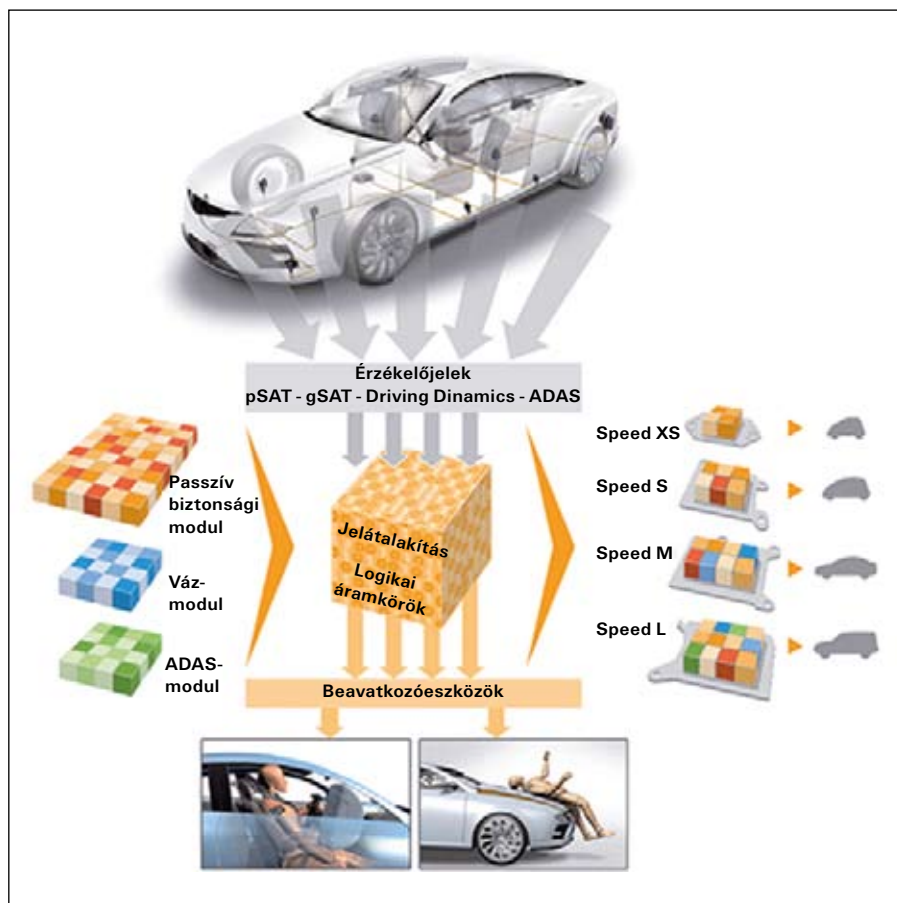 Érzékelőjelek
pSAT - gSAT - Driving Dinamics - ADAS
Passzív
biztonsági
modul
Váz-
modul
ADAS-
modul
Jelátalakítás
Logikai
áramkörök
Speed XS
Speed S
Speed M
Speed L
Beavatkozóeszközök